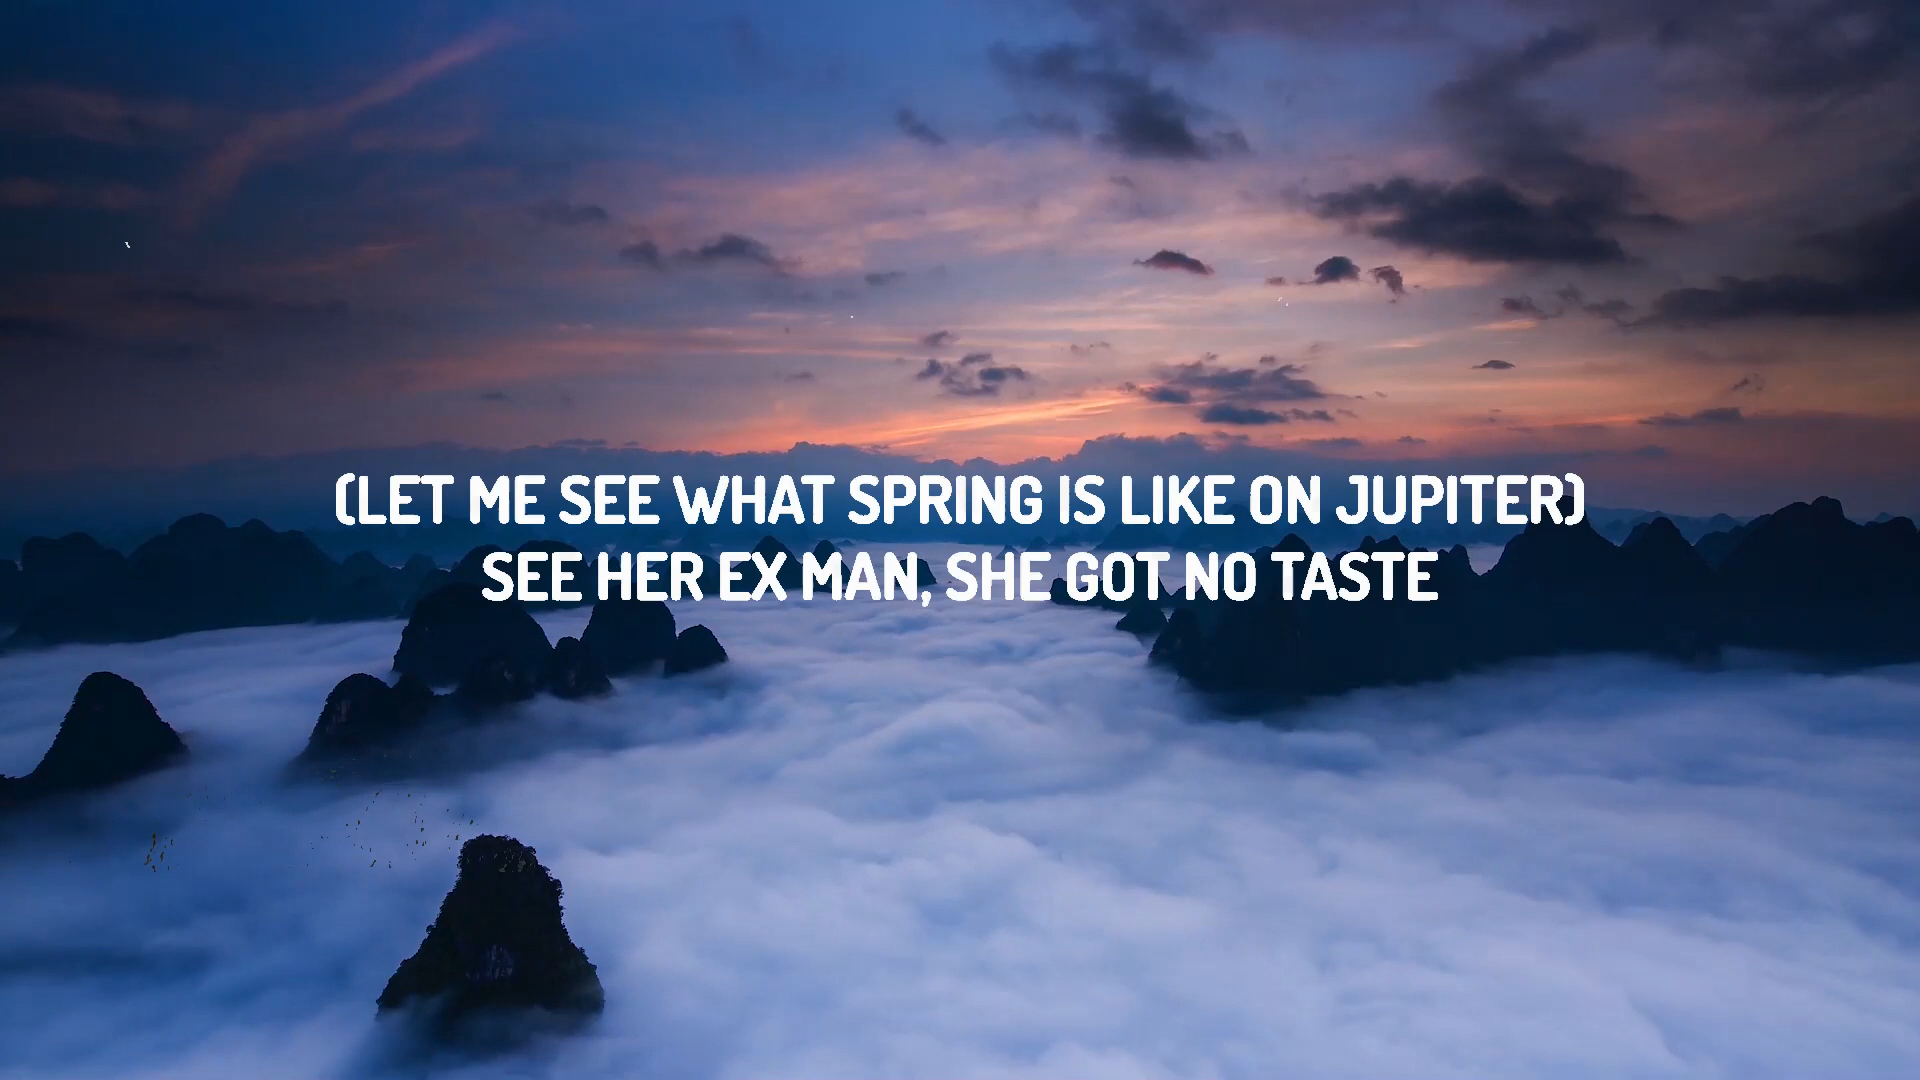 (LET ME SEE WHAT SPRING IS LIKE ON JUPITER)
SEE HER EX MAN, SHE GOT NO TASTE